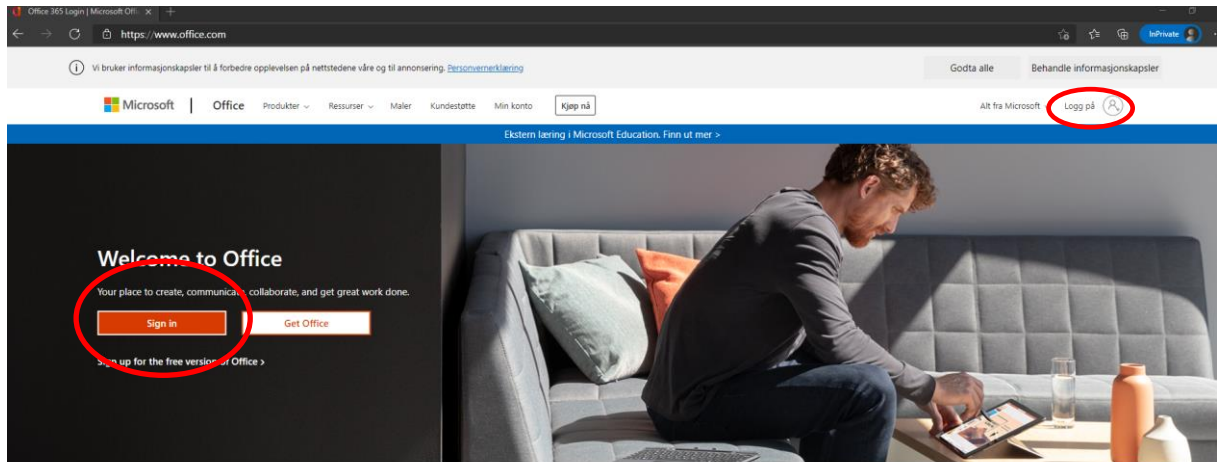 Office 365 Login | Microsoft Offi
https://www.office.com
InPrivate
Vi bruker informasjonskapsler til å forbedre opplevelsen på nettstedene våre og til annonsering. Personvernerklæring
Godta alle
Behandle informasjonskapsler
Microsoft
Office
Produkter
Ressurser
Maler
Kundestøtte
Min konto
Kjøp nå
Alt fra Microsoft
Logg på
Ekstern læring i Microsoft Education. Finn ut mer >
Welcome to Office
Your place to create, communicate, collaborate, and get great work done.
Sign in
Get Office
Sign up for the free version of Office >